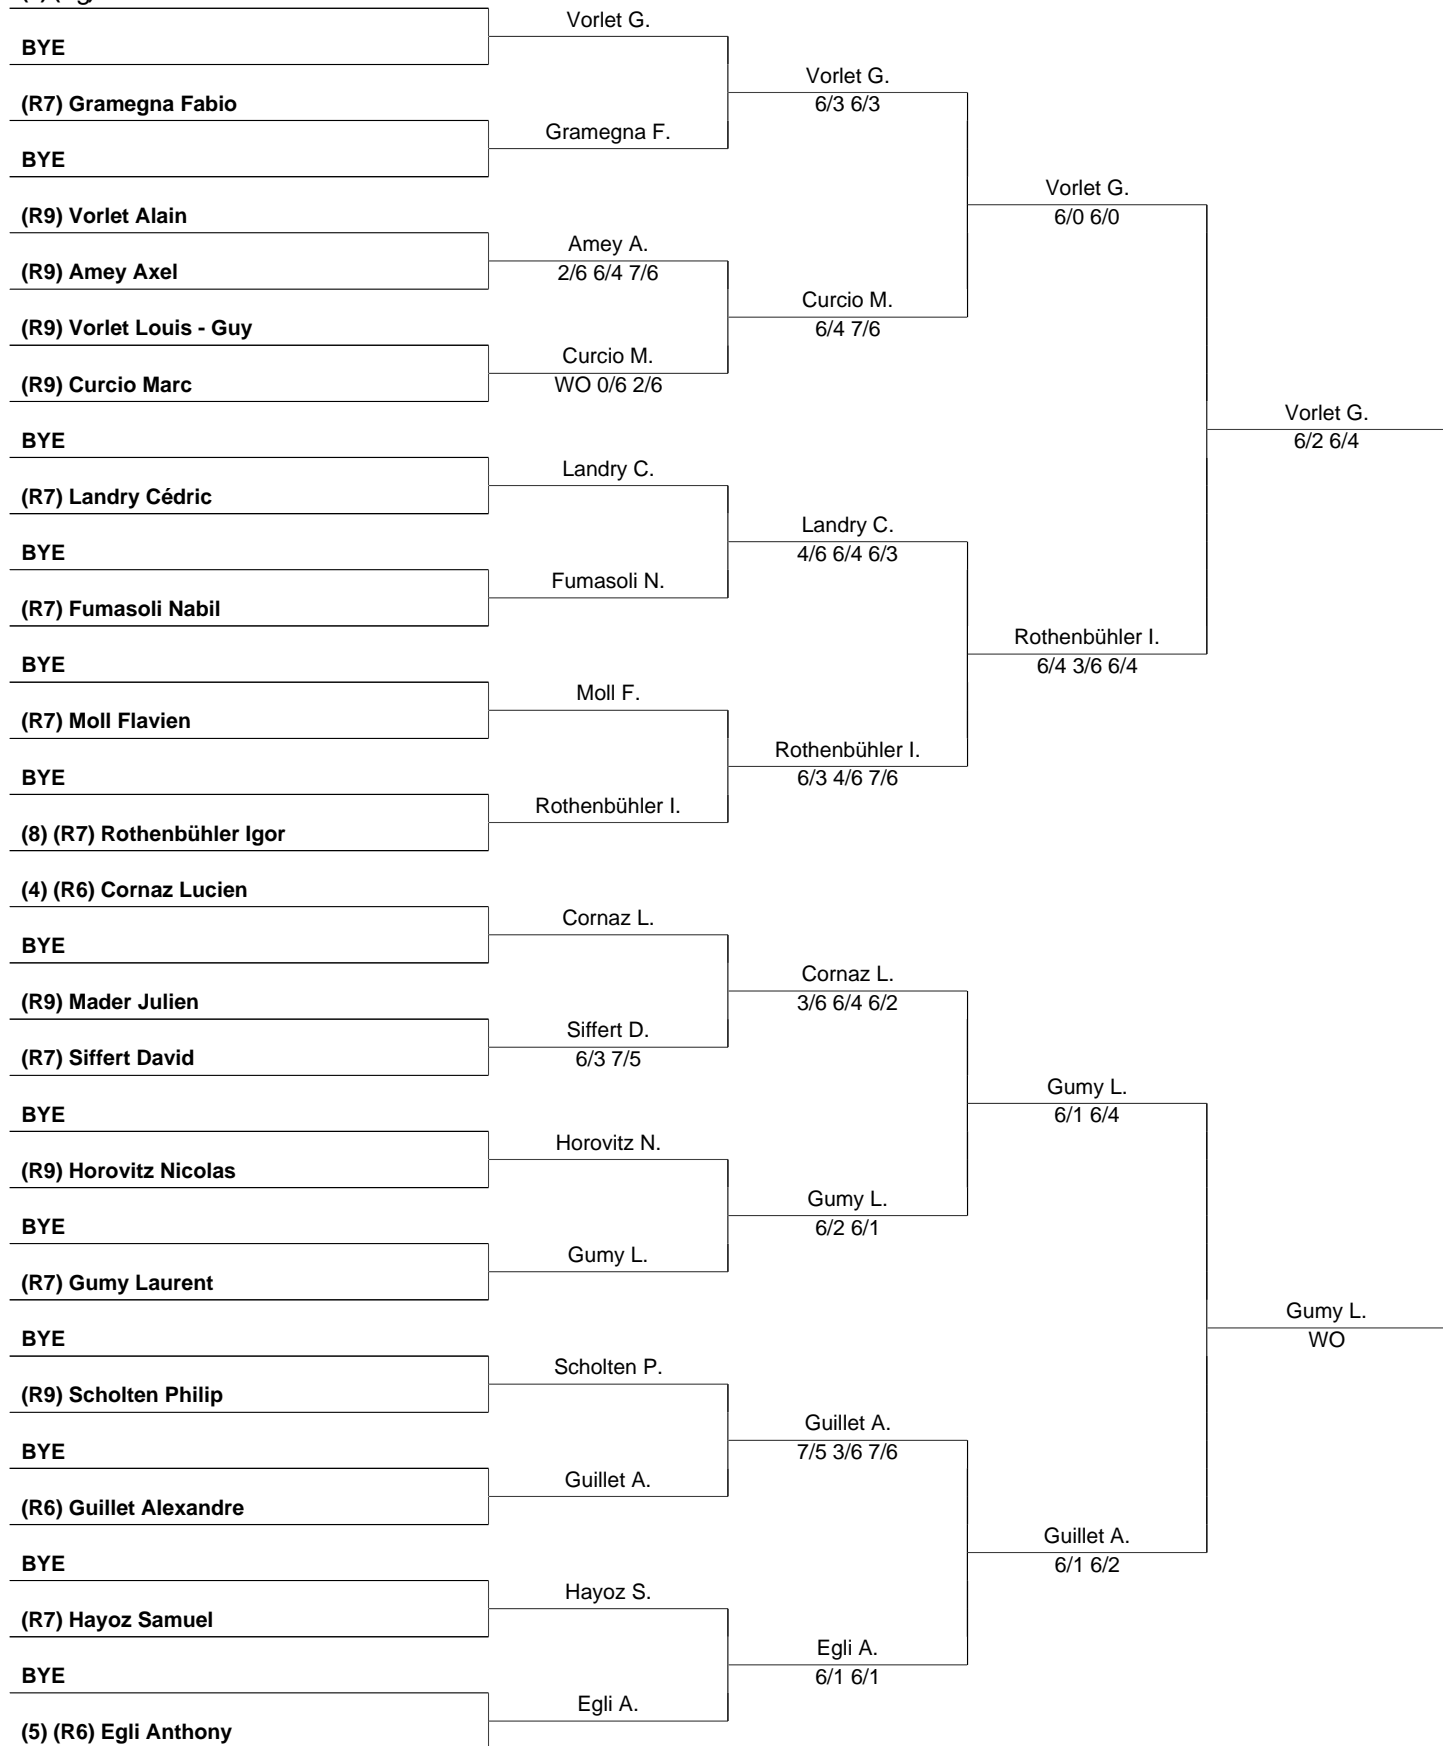 Vorlet G.
BYE
Vorlet G.
(R7) Gramegna Fabio
6/3 6/3
Gramegna F.
BYE
Vorlet G.
(R9) Vorlet Alain
6/0 6/0
Amey A.
(R9) Amey Axel
2/6 6/4 7/6
Curcio M.
(R9) Vorlet Louis - Guy
6/4 7/6
Curcio M.
(R9) Curcio Marc
WO 0/6 2/6
Vorlet G.
BYE
6/2 6/4
Landry C.
(R7) Landry Cédric
Landry C.
BYE
4/6 6/4 6/3
Fumasoli N.
(R7) Fumasoli Nabil
Rothenbühler I.
BYE
6/4 3/6 6/4
Moll F.
(R7) Moll Flavien
Rothenbühler I.
BYE
6/3 4/6 7/6
Rothenbühler I.
(8) (R7) Rothenbühler Igor
(4) (R6) Cornaz Lucien
Cornaz L.
BYE
Cornaz L.
(R9) Mader Julien
3/6 6/4 6/2
Siffert D.
(R7) Siffert David
6/3 7/5
Gumy L.
BYE
6/1 6/4
Horovitz N.
(R9) Horovitz Nicolas
Gumy L.
BYE
6/2 6/1
Gumy L.
(R7) Gumy Laurent
Gumy L.
BYE
WO
Scholten P.
(R9) Scholten Philip
Guillet A.
BYE
7/5 3/6 7/6
Guillet A.
(R6) Guillet Alexandre
Guillet A.
BYE
6/1 6/2
Hayoz S.
(R7) Hayoz Samuel
Egli A.
BYE
6/1 6/1
Egli A.
(5) (R6) Egli Anthony